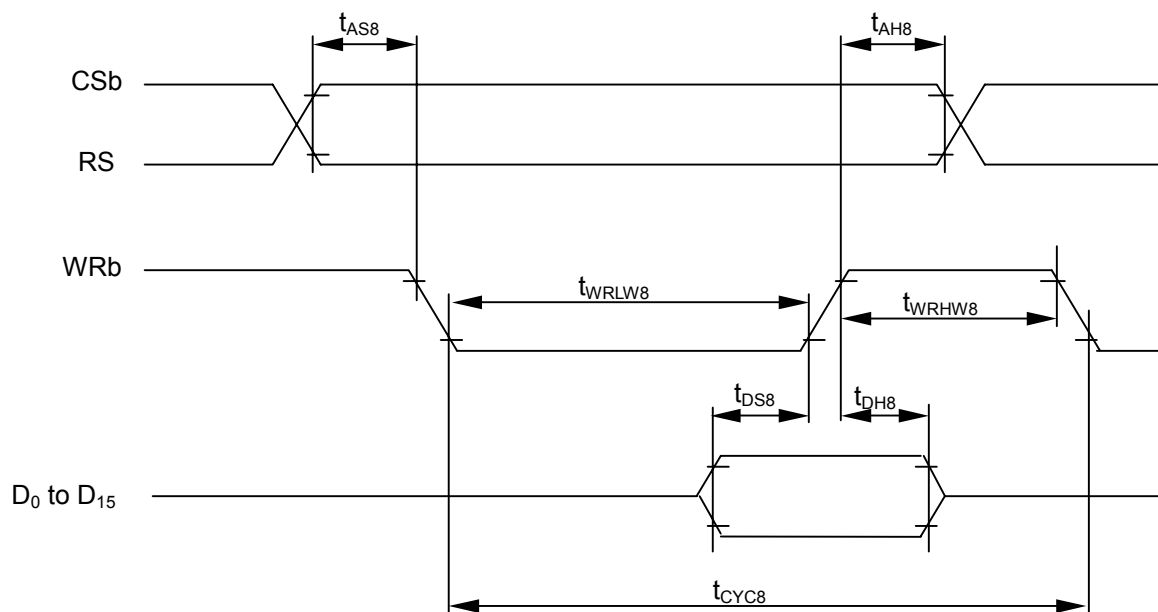 tAS8
tAH8
CSb
RS
WRb
tWRLW8
tWRHW8
tDS8
tDH8
D0 to D15
tCYC8